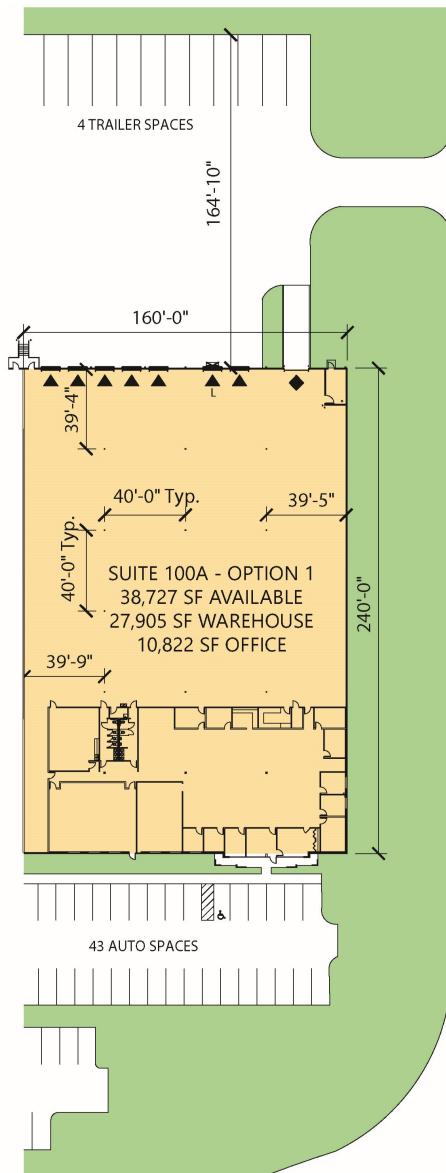 4 TRAILER SPACES
164'-10"
160'-0"
L
39'-4"
40'-0" Typ.
39'-5"
40'-0" Typ.
SUITE 100A - OPTION 1
38,727 SF AVAILABLE
27,905 SF WAREHOUSE
10,822 SF OFFICE
240'-0"
39'-9"
43 AUTO SPACES